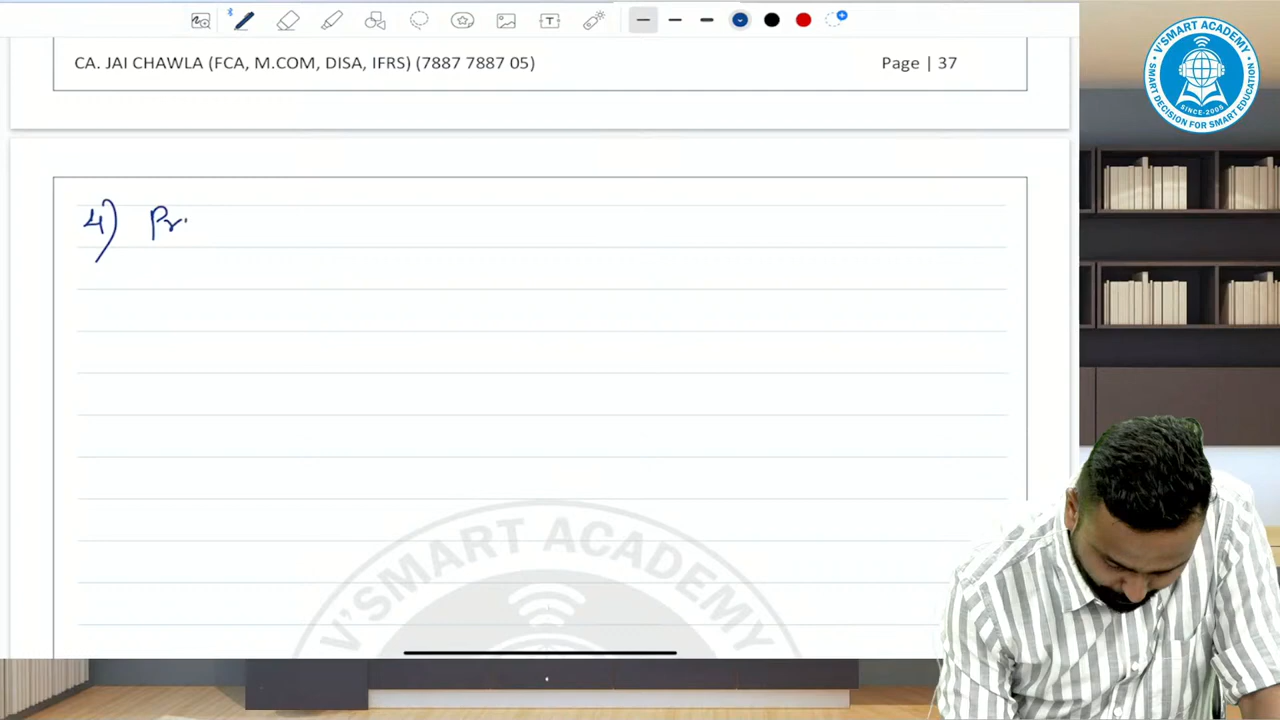 CA. JAI CHAWLA (FCA, M.COM, DISA, IFRS) (7887 7887 05)
Page | 37
V'SMART ACADEMY
SMART DECISION FOR SMART EDUCATION
SINCE-2005
4) Pr
V'SMART ACADEMY